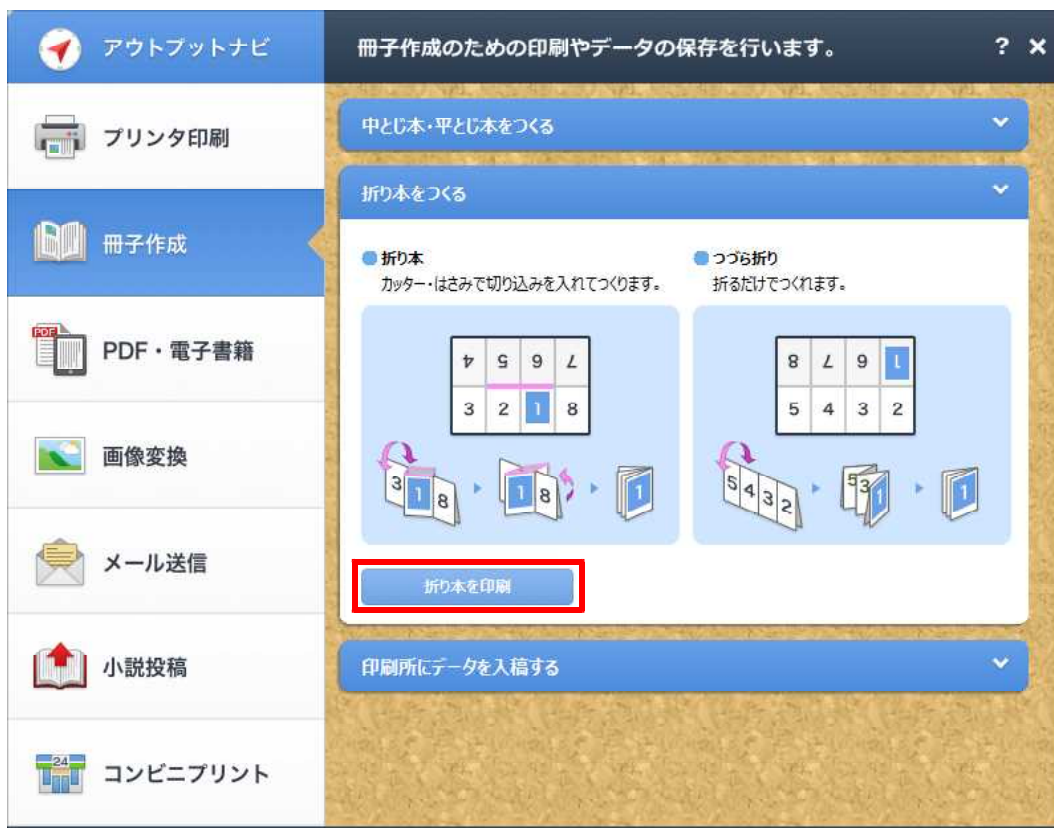 アウトプットナビ
冊子作成のための印刷やデータの保存を行います。
?
プリンタ印刷
冊子作成
PDF
PDF・電子書籍
画像変換
メール送信
小説投稿
24
コンビニプリント
中とじ本・平とじ本をつくる
折り本をつくる
折り本
カッター・はさみで切り込みを入れてつくります。
4 5 6 7
3 2 1 8
3 1 8
1 8
1
つづら折り
折るだけでつくれます。
8 7 6 1
5 4 3 2
5 4 3 2
5 3 1
1
折り本を印刷
印刷所にデータを入稿する